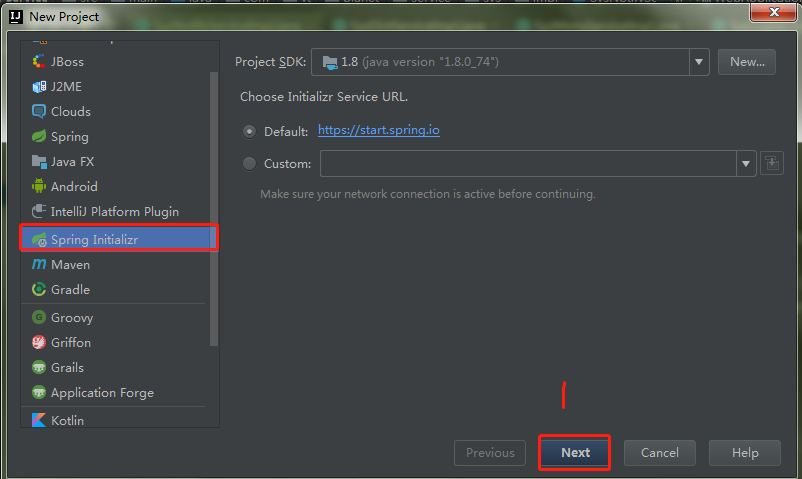 New Project
JBoss
J2ME
Clouds
Spring
Java FX
Android
IntelliJ Platform Plugin
Spring Initializr
Maven
Gradle
Groovy
Griffon
Grails
Application Forge
Kotlin
Project SDK: 1.8 (java version "1.8.0_74") New...
Choose Initializr Service URL.
Default: https://start.spring.io
Custom:
Make sure your network connection is active before continuing.
Previous Next Cancel Help